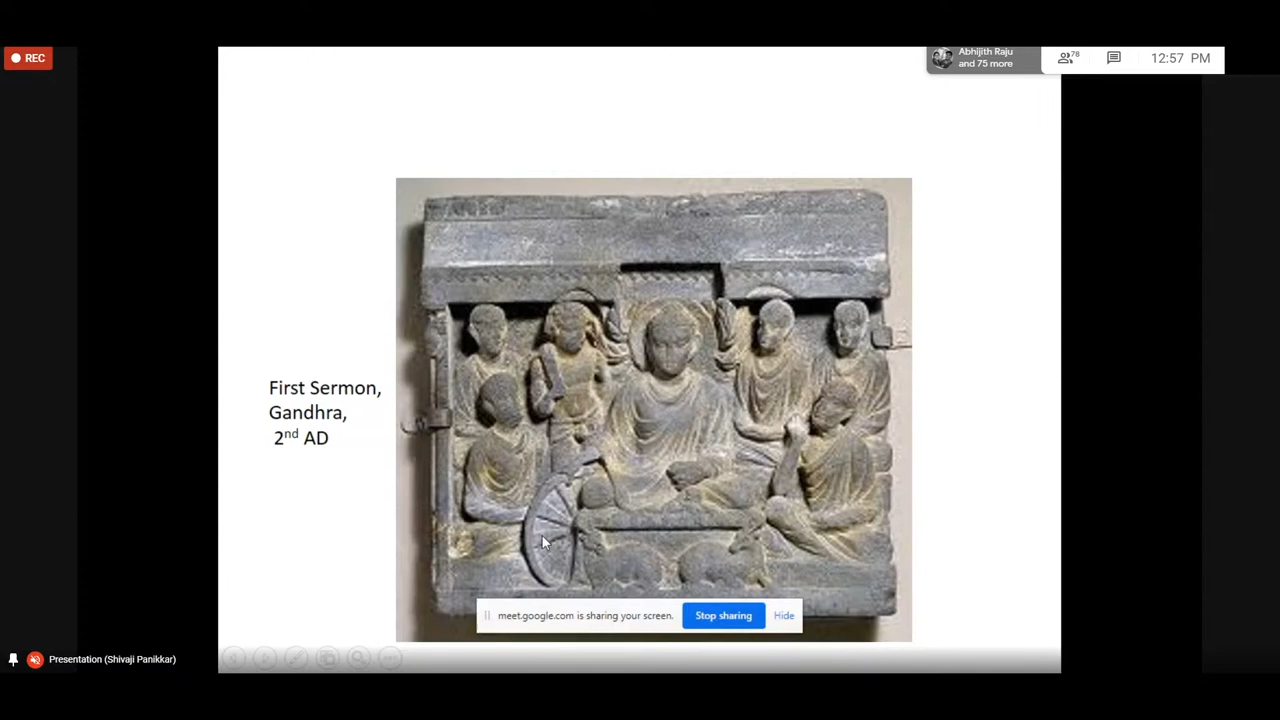 REC
Abhijith Raju
and 75 more
78
12:57 PM
First Sermon,
Gandhra,
2nd AD
meet.google.com is sharing your screen.
Stop sharing
Hide
Presentation (Shivaji Panikkar)